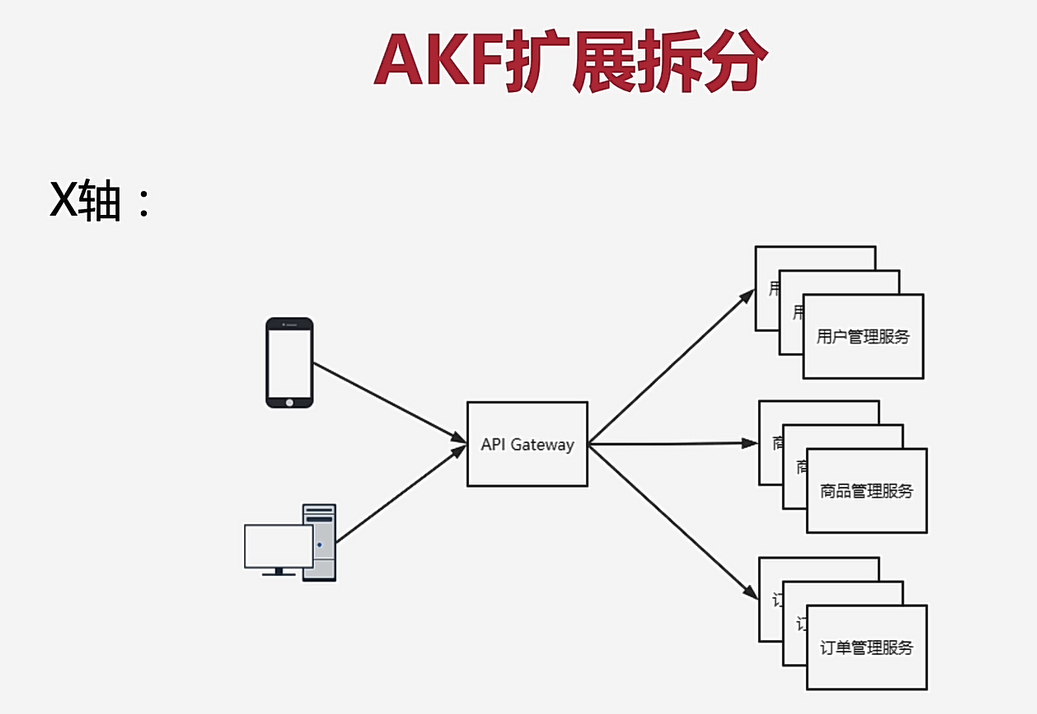 AKF扩展拆分
X轴：
API Gateway
用
用
用户管理服务
商
商品管理服务
订
订
订单管理服务